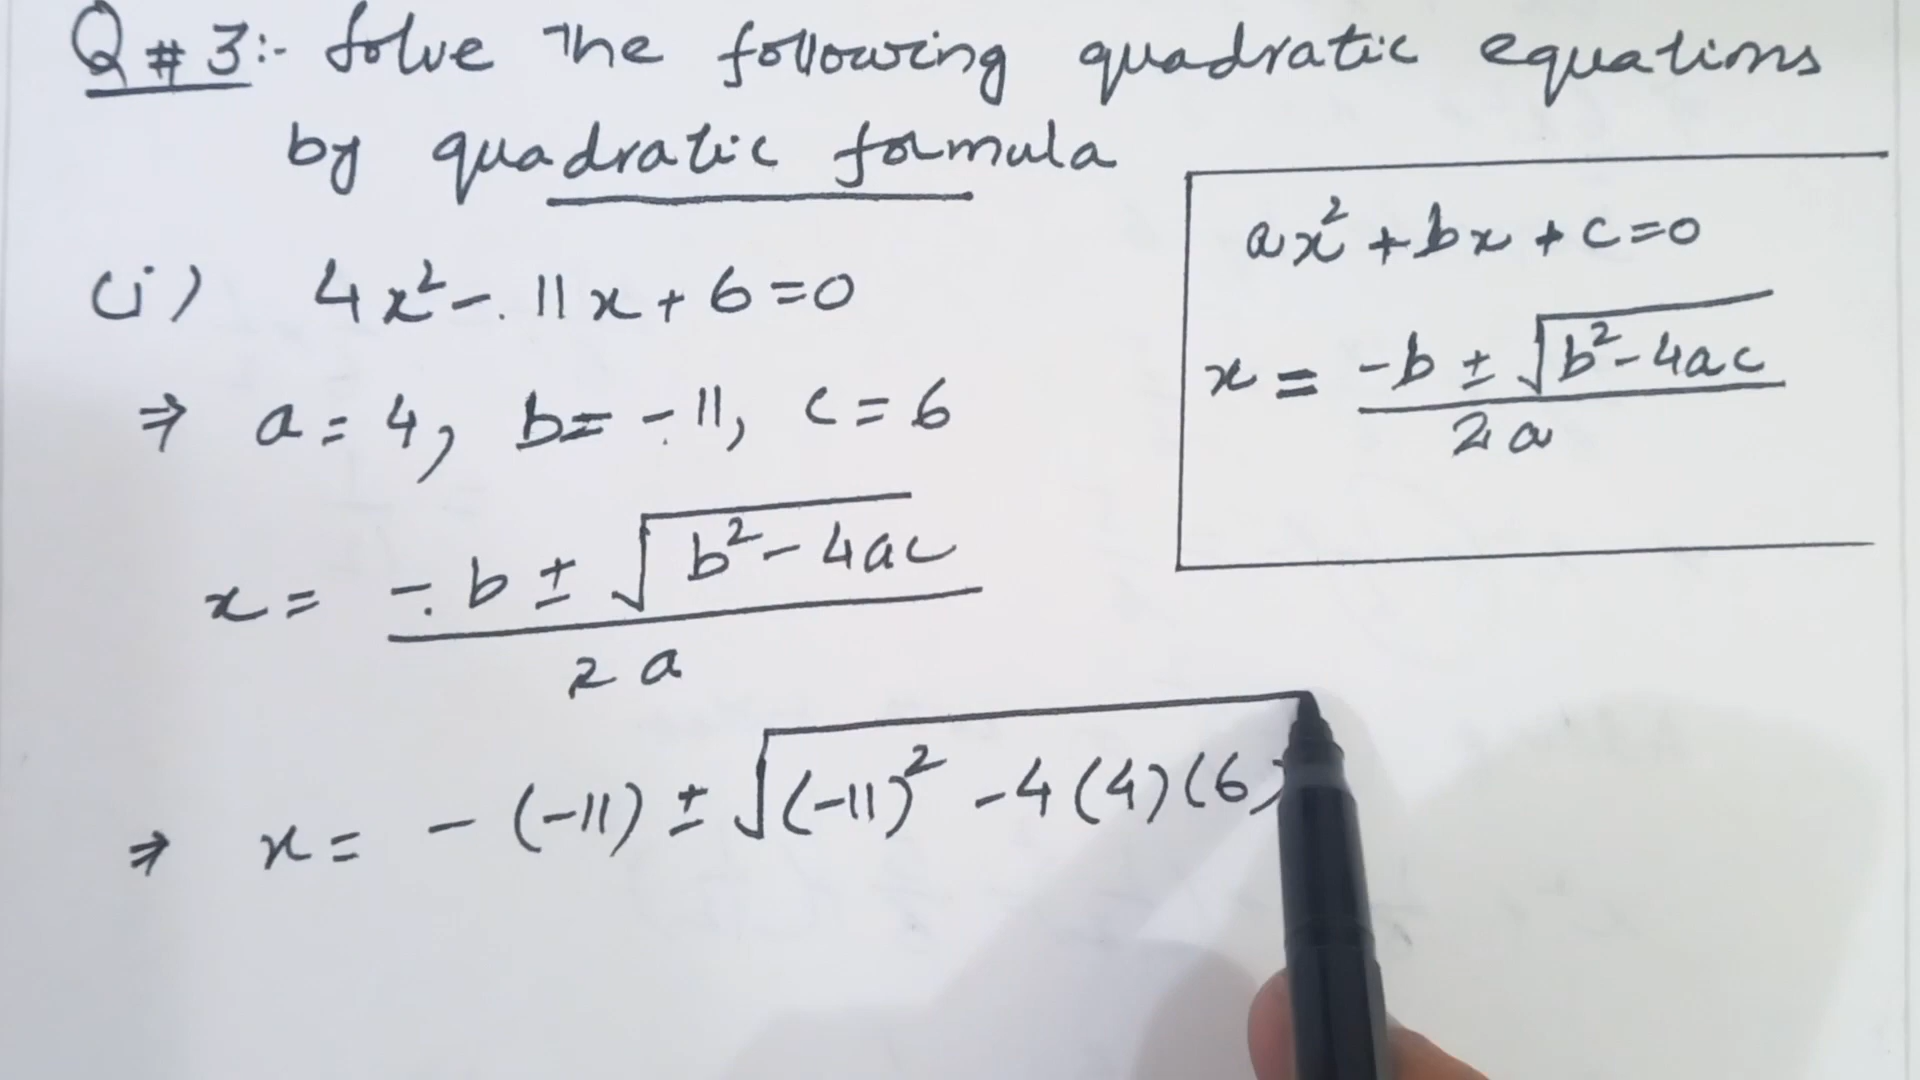 Q # 3:- Solve the following quadratic equations
by quadratic formula
(i) 4x² - 11x + 6 = 0
⇒ a = 4, b = -11, c = 6
x = -b ± √b² - 4ac
2a
⇒ x = -(-11) ± √(-11)² - 4(4)(6)
ax² + bx + c = 0
x = -b ± √b² - 4ac
2a